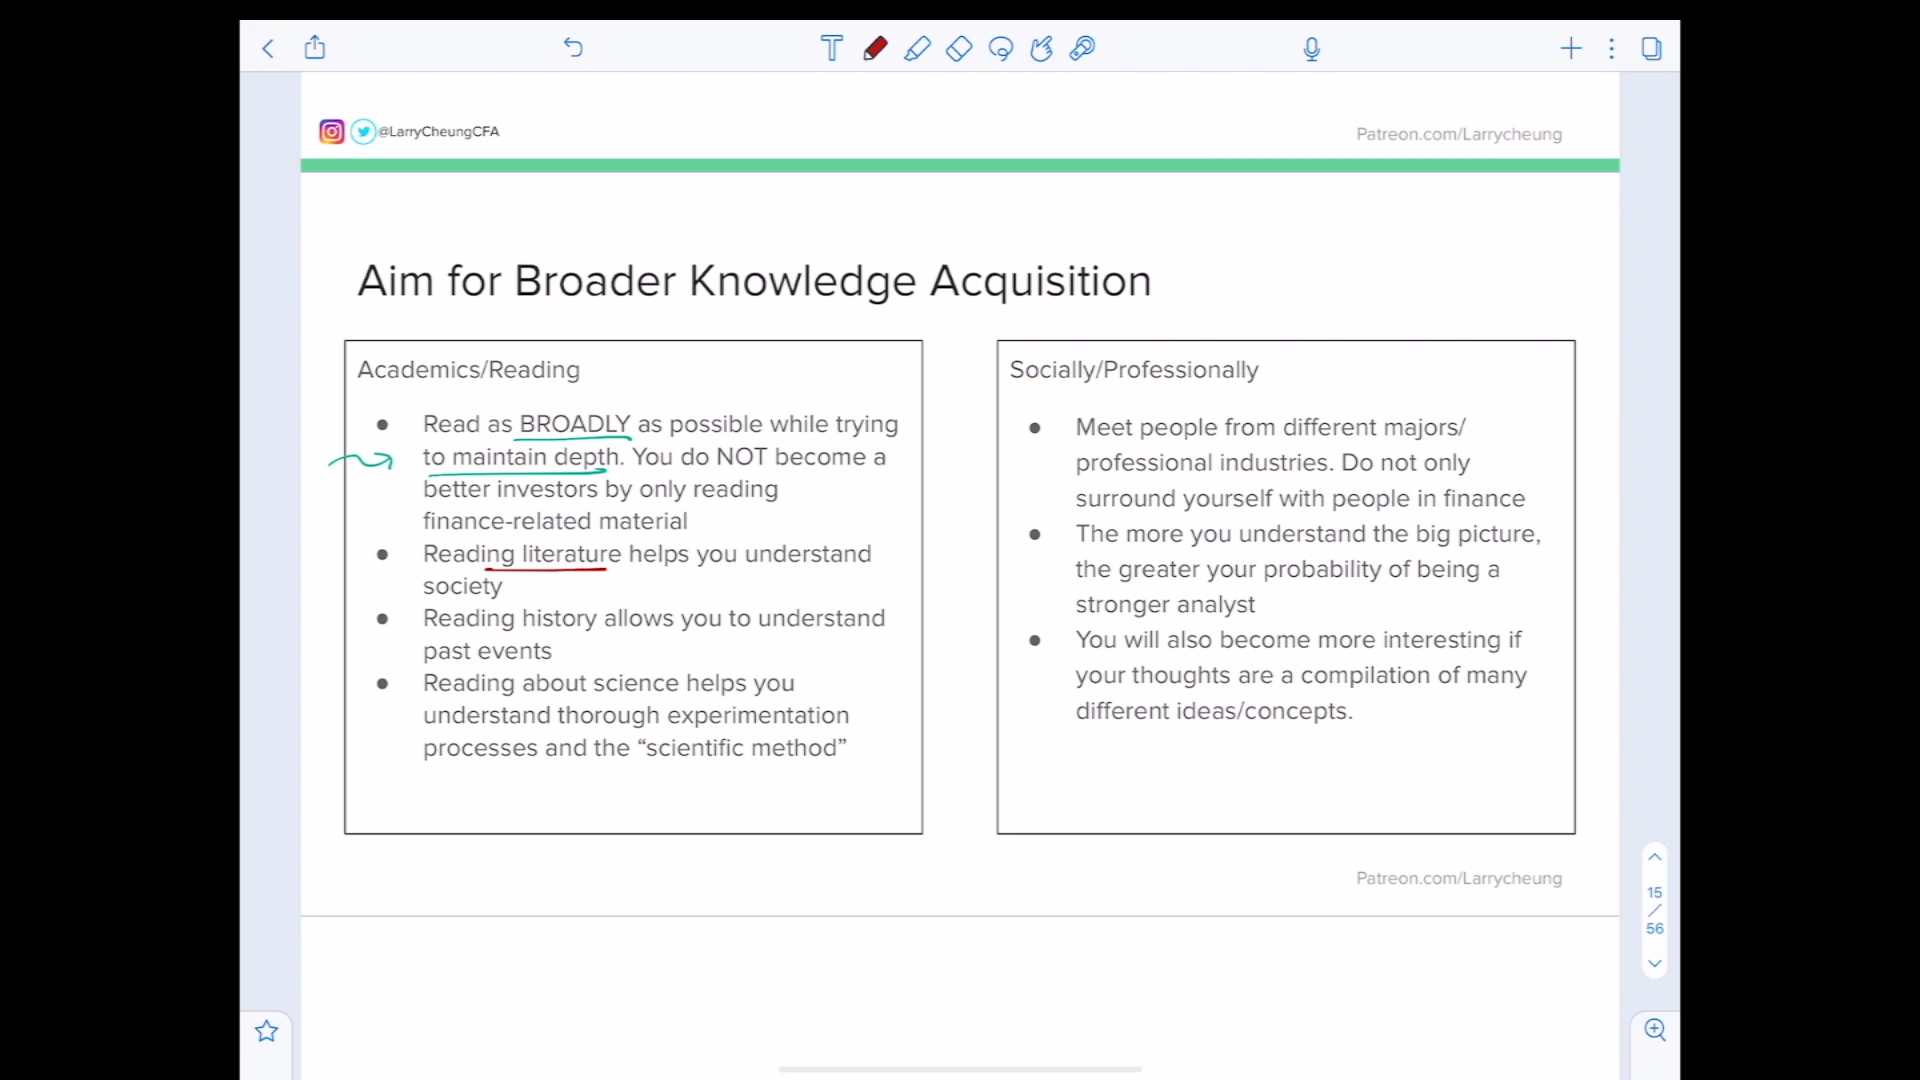 @LarryCheungCFA
Patreon.com/Larrycheung
Aim for Broader Knowledge Acquisition
Academics/Reading
● Read as BROADLY as possible while trying
to maintain depth. You do NOT become a
better investors by only reading
finance-related material
● Reading literature helps you understand
society
● Reading history allows you to understand
past events
● Reading about science helps you
understand thorough experimentation
processes and the “scientific method”
Socially/Professionally
● Meet people from different majors/
professional industries. Do not only
surround yourself with people in finance
● The more you understand the big picture,
the greater your probability of being a
stronger analyst
● You will also become more interesting if
your thoughts are a compilation of many
different ideas/concepts.
Patreon.com/Larrycheung
15
/
56